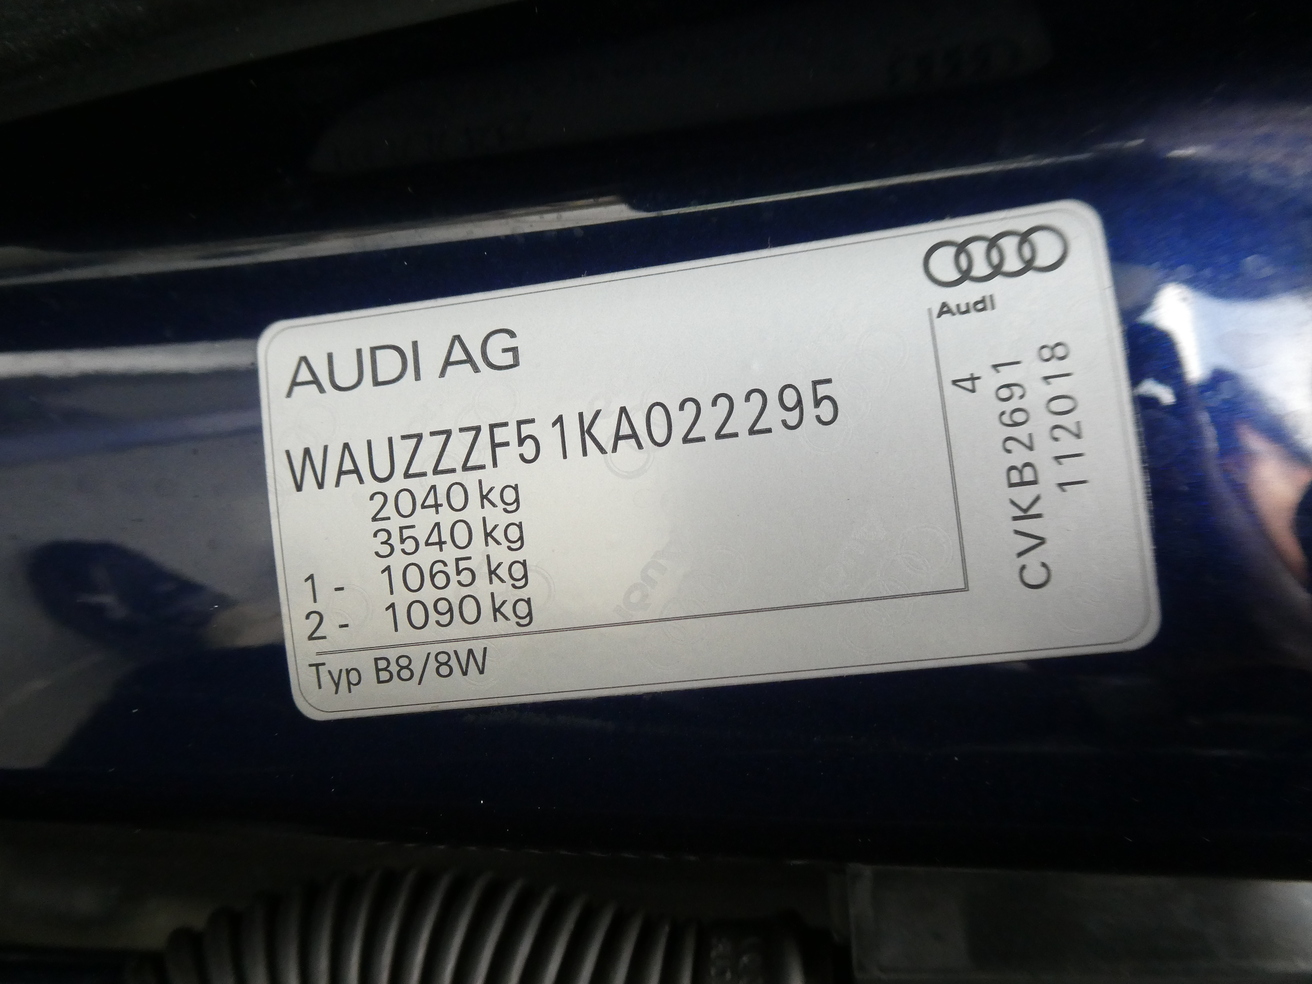 Audi
AUDI AG
WAUZZZF51KA022295
2040 kg
3540 kg
1 - 1065 kg
2 - 1090 kg
Typ B8/8W
4
CVKB2691
112018